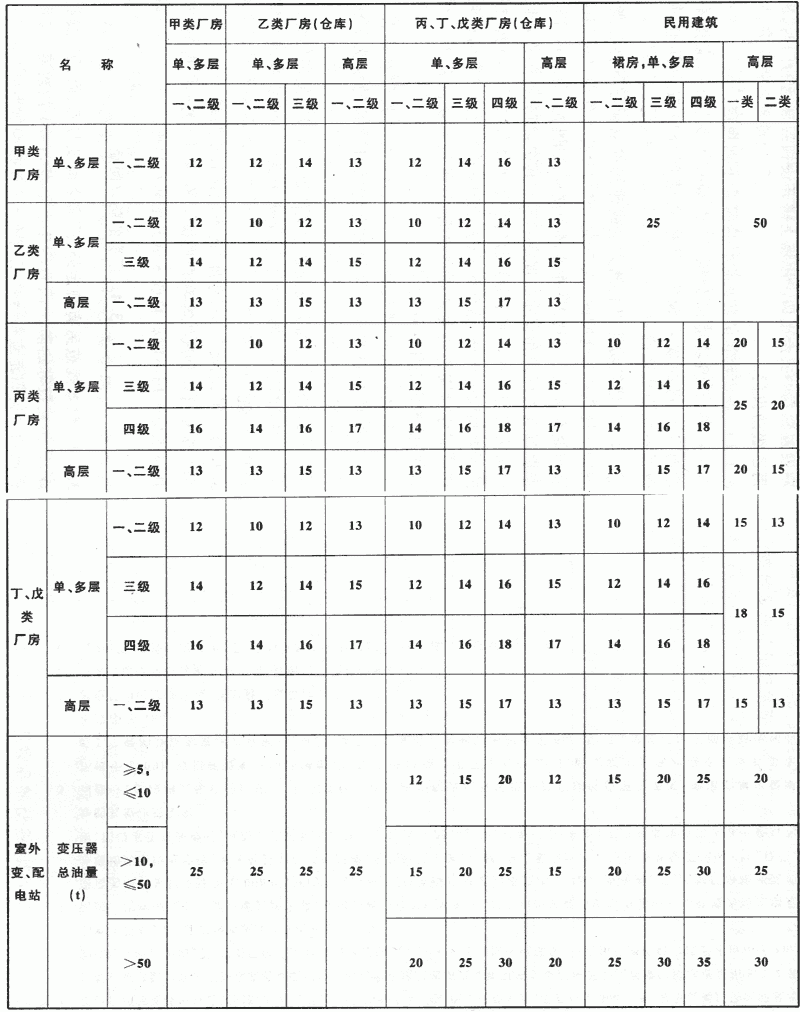 名 称 甲类厂房 乙类厂房(仓库) 丙、丁、戊类厂房(仓库) 民用建筑
单、多层 单、多层 高层 单、多层 高层 裙房,单、多层 高层
一、二级 一、二级 三级 一、二级 一、二级 三级 四级 一、二级 一、二级 三级 四级 一类 二类
甲类厂房 单、多层 一、二级 12 12 14 13 12 14 16 13 25 50
乙类厂房 单、多层 一、二级 12 10 12 13 10 12 14 13
三级 14 12 14 15 12 14 16 15
高层 一、二级 13 13 15 13 13 15 17 13
丙类厂房 单、多层 一、二级 12 10 12 13 10 12 14 13 10 12 14 20 15
三级 14 12 14 15 12 14 16 15 12 14 16 25 20
四级 16 14 16 17 14 16 18 17 14 16 18
高层 一、二级 13 13 15 13 13 15 17 13 13 15 17 20 15
丁、戊类厂房 单、多层 一、二级 12 10 12 13 10 12 14 13 10 12 14 15 13
三级 14 12 14 15 12 14 16 15 12 14 16 18 15
四级 16 14 16 17 14 16 18 17 14 16 18
高层 一、二级 13 13 15 13 13 15 17 13 13 15 17 15 13
室外变、配电站 变压器总油量(t) ≥5,≤10 25 25 25 25 12 15 20 12 15 20 25 20
>10,≤50 15 20 25 15 20 25 30 25
>50 20 25 30 20 25 30 35 30